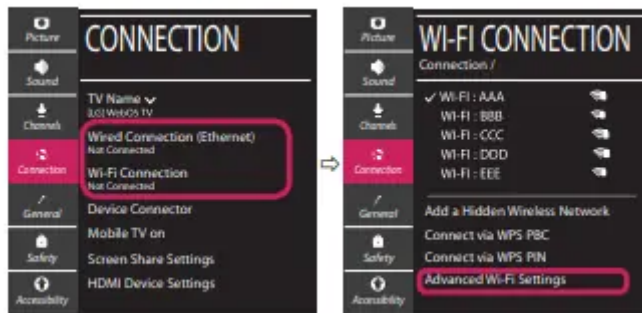 Picture
Sound
Channels
Connection
General
Safety
Accessibility
CONNECTION
TV Name
[LG] WebOS TV
Wired Connection (Ethernet)
Not Connected
Wi-Fi Connection
Not Connected
Device Connector
Mobile TV on
Screen Share Settings
HDMI Device Settings
Picture
Sound
Channels
Connection
General
Safety
Accessibility
WI-FI CONNECTION
Connection /
WI-FI : AAA
WI-FI : BBB
WI-FI : CCC
WI-FI : DDD
WI-FI : EEE
Add a Hidden Wireless Network
Connect via WPS PBC
Connect via WPS PIN
Advanced Wi-Fi Settings